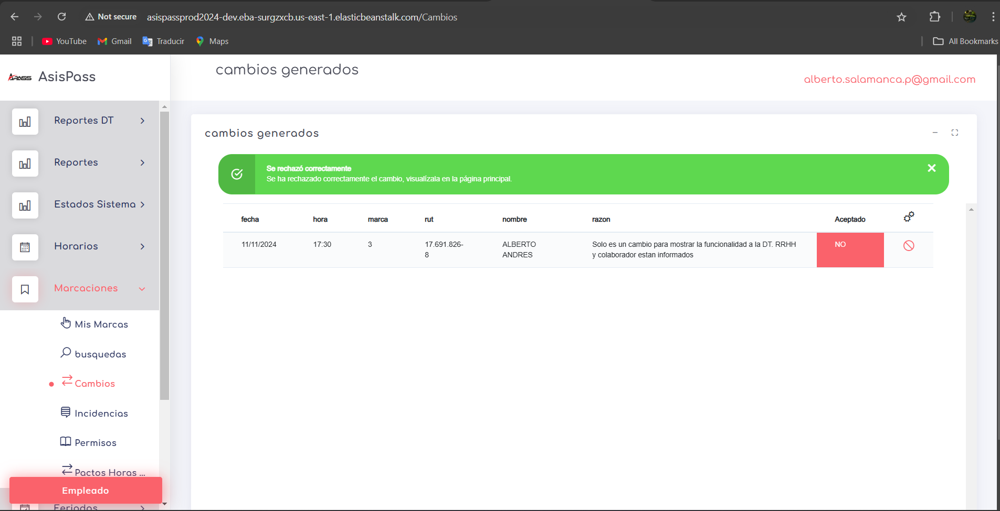 Not secure
asispassprod2024-dev.eba-surgzxcb.us-east-1.elasticbeanstalk.com/Cambios
YouTube
Gmail
Traducir
Maps
All Bookmarks
APASS
AsisPass
cambios generados
alberto.salamanca.p@gmail.com
Reportes DT
Reportes
Estados Sistema
Horarios
Marcaciones
Mis Marcas
busquedas
Cambios
Incidencias
Permisos
Pactos Horas ...
Empleado
Feriados
cambios generados
Se rechazó correctamente
Se ha rechazado correctamente el cambio, visualízala en la página principal.
fecha hora marca rut nombre razon Aceptado
11/11/2024 17:30 3 17.691.826- ALBERTO Solo es un cambio para mostrar la funcionalidad a la DT. RRHH NO
8 ANDRES y colaborador estan informados